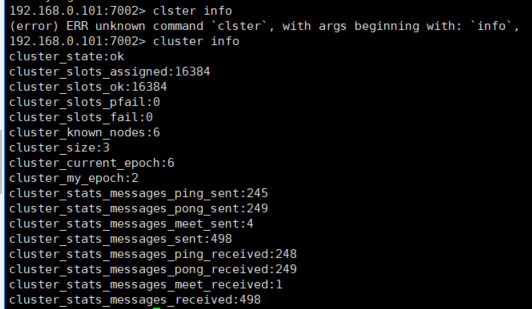 192.168.0.101:7002> clster info
(error) ERR unknown command `clster`, with args beginning with: `info`,
192.168.0.101:7002> cluster info
cluster_state:ok
cluster_slots_assigned:16384
cluster_slots_ok:16384
cluster_slots_pfail:0
cluster_slots_fail:0
cluster_known_nodes:6
cluster_size:3
cluster_current_epoch:6
cluster_my_epoch:2
cluster_stats_messages_ping_sent:245
cluster_stats_messages_pong_sent:249
cluster_stats_messages_meet_sent:4
cluster_stats_messages_sent:498
cluster_stats_messages_ping_received:248
cluster_stats_messages_pong_received:249
cluster_stats_messages_meet_received:1
cluster_stats_messages_received:498